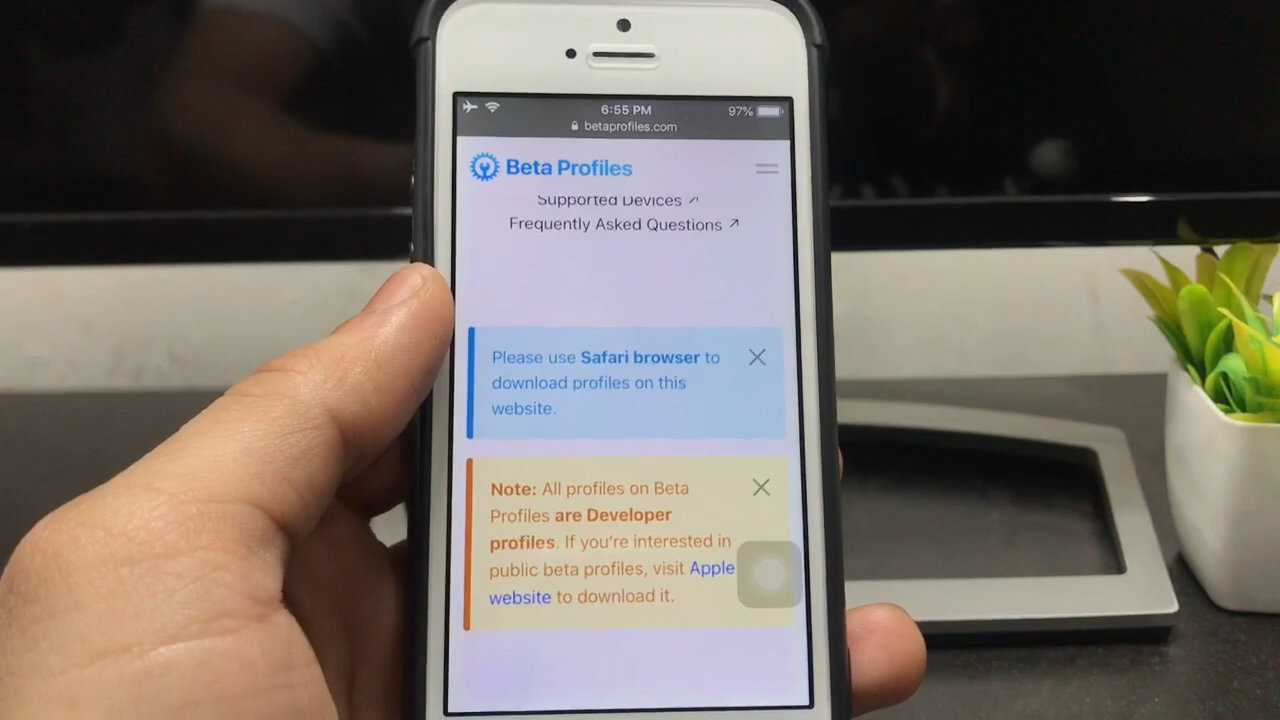 6:55 PM
97%
betaprofiles.com
Beta Profiles
Supported Devices ↗
Frequently Asked Questions ↗
Please use Safari browser to
download profiles on this
website.
Note: All profiles on Beta
Profiles are Developer
profiles. If you're interested in
public beta profiles, visit Apple
website to download it.